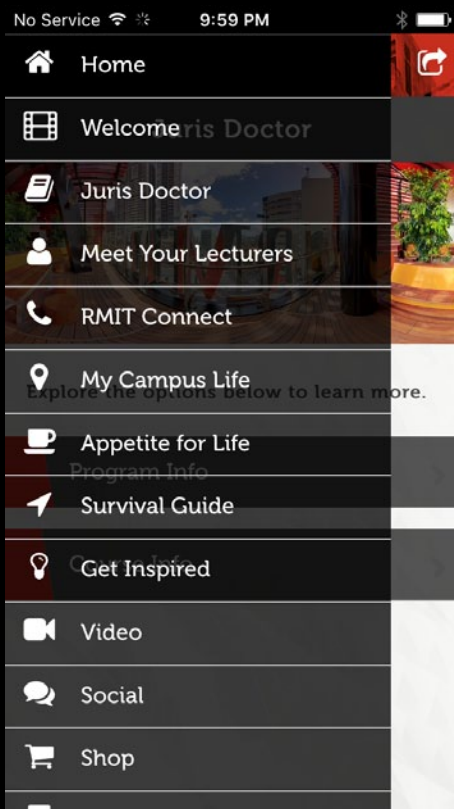 No Service 9:59 PM
Home
Welcome
Juris Doctor
Juris Doctor
Meet Your Lecturers
RMIT Connect
My Campus Life
Explore the options below to learn more.
Appetite for Life
Program Info
Survival Guide
Course Info
Get Inspired
Video
Social
Shop